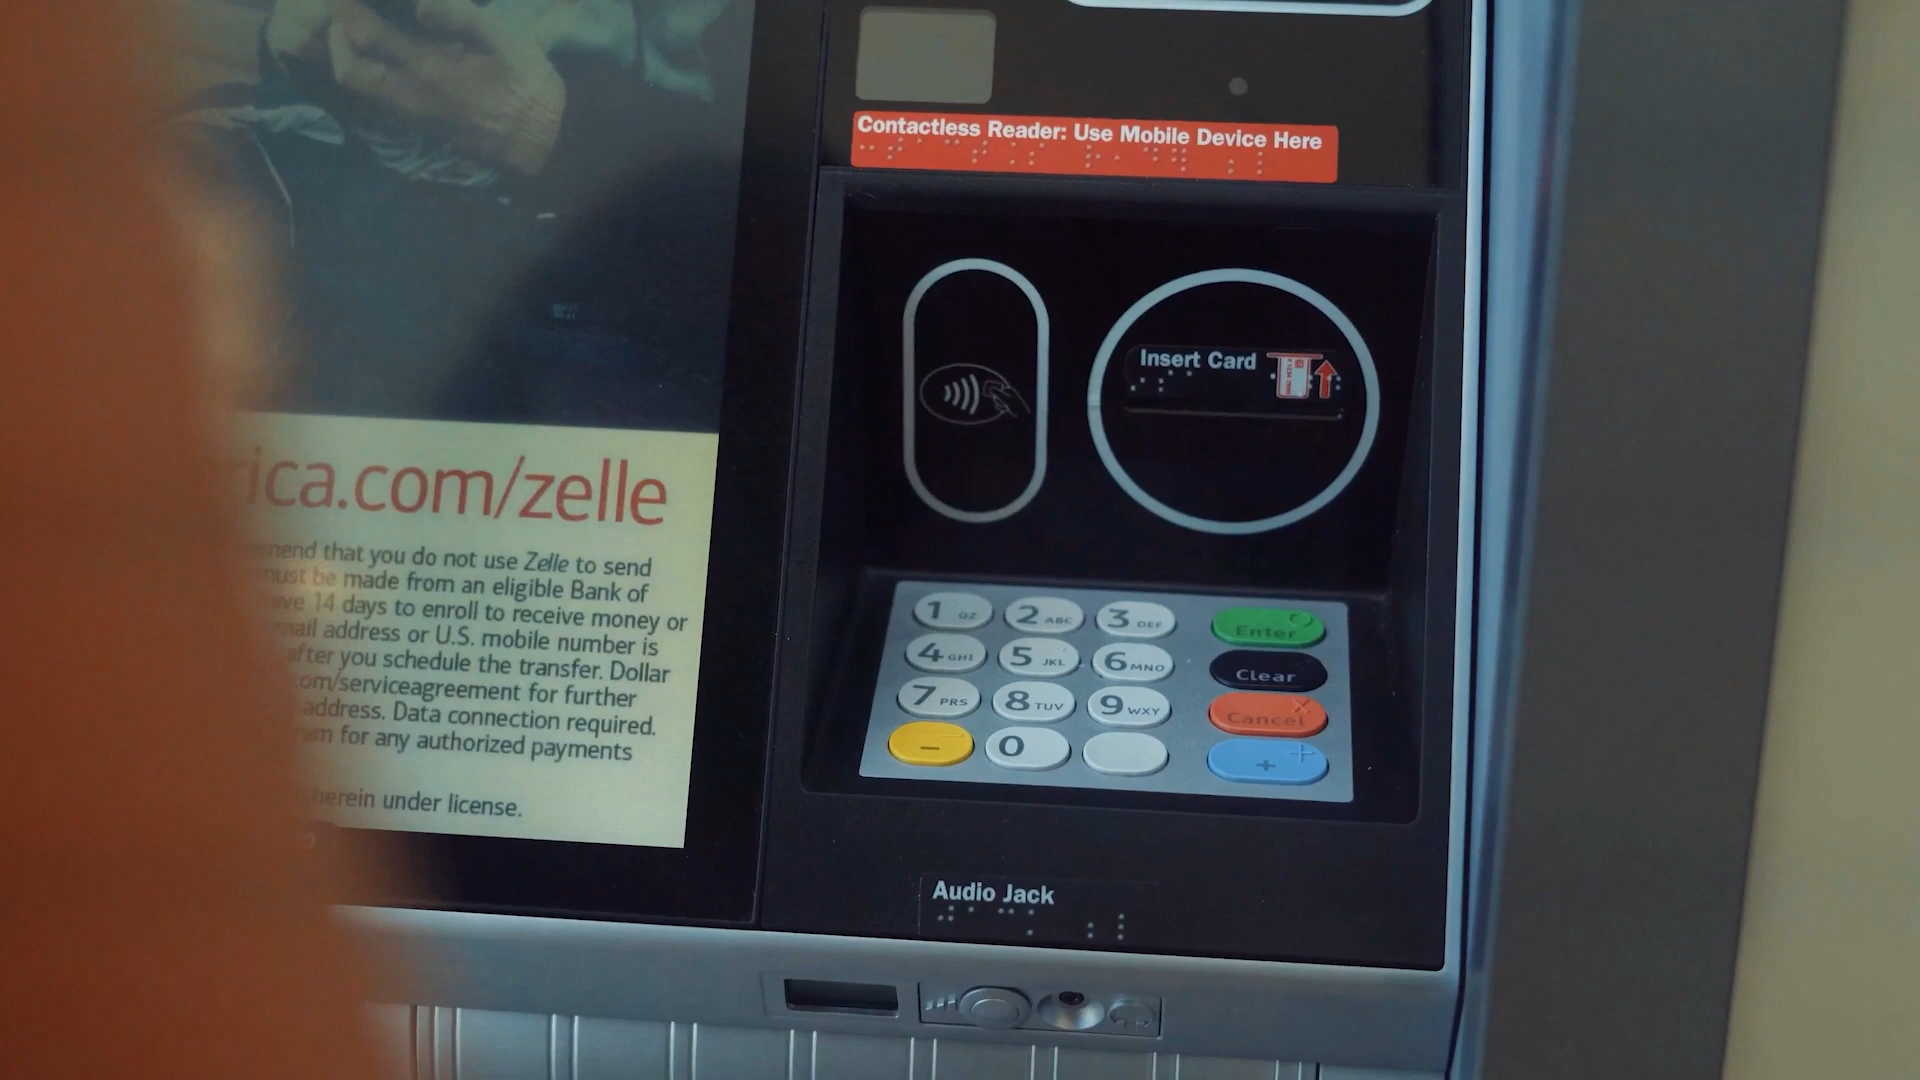 Contactless Reader: Use Mobile Device Here
Insert Card
rica.com/zelle
mend that you do not use Zelle to send
must be made from an eligible Bank of
ave 14 days to enroll to receive money or
mail address or U.S. mobile number is
after you schedule the transfer. Dollar
com/serviceagreement for further
address. Data connection required.
for any authorized payments
herein under license.
1 QZ 2 ABC 3 DEF Enter
4 GHI 5 JKL 6 MNO Clear
7 PRS 8 TUV 9 WXY Cancel
- 0 +
Audio Jack